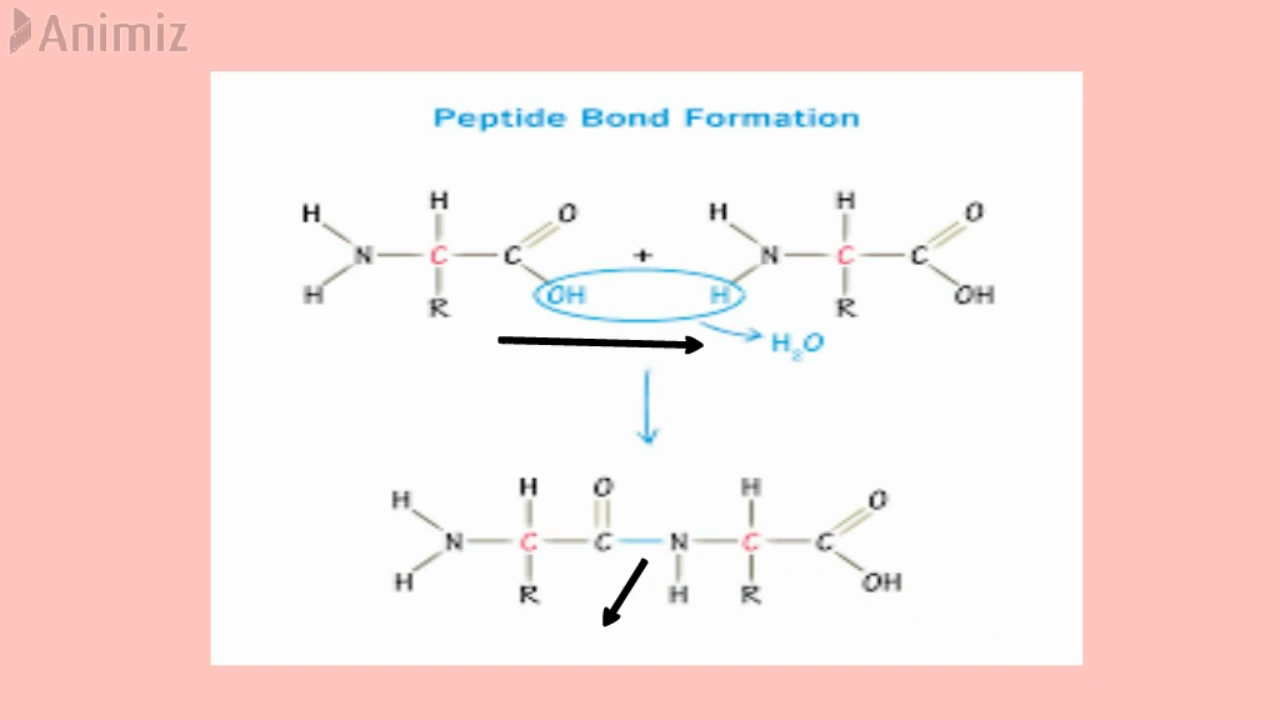 Animiz
Peptide Bond Formation
H H O H H O
N C C + N C C
H R OH H R OH
H₂O
H H O H O
N C C N C C
H R H R OH